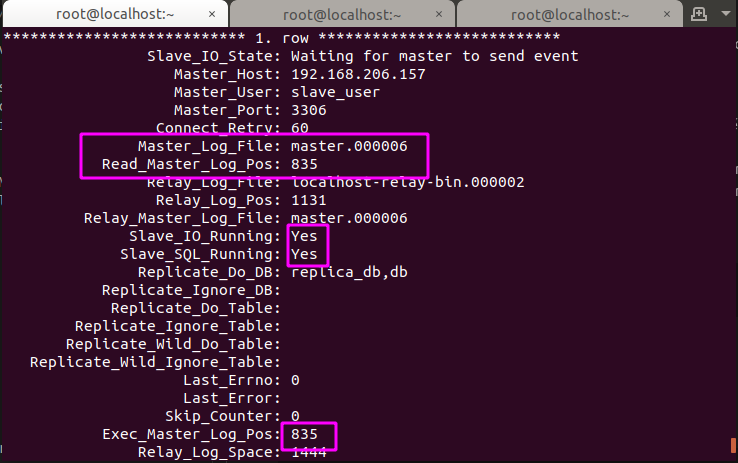 root@localhost:~ × root@localhost:~ × root@localhost:~ ×
*************************** 1. row ***************************
Slave_IO_State: Waiting for master to send event
Master_Host: 192.168.206.157
Master_User: slave_user
Master_Port: 3306
Connect_Retry: 60
Master_Log_File: master.000006
Read_Master_Log_Pos: 835
Relay_Log_File: localhost-relay-bin.000002
Relay_Log_Pos: 1131
Relay_Master_Log_File: master.000006
Slave_IO_Running: Yes
Slave_SQL_Running: Yes
Replicate_Do_DB: replica_db,db
Replicate_Ignore_DB:
Replicate_Do_Table:
Replicate_Ignore_Table:
Replicate_Wild_Do_Table:
Replicate_Wild_Ignore_Table:
Last_Errno: 0
Last_Error:
Skip_Counter: 0
Exec_Master_Log_Pos: 835
Relay_Log_Space: 1444